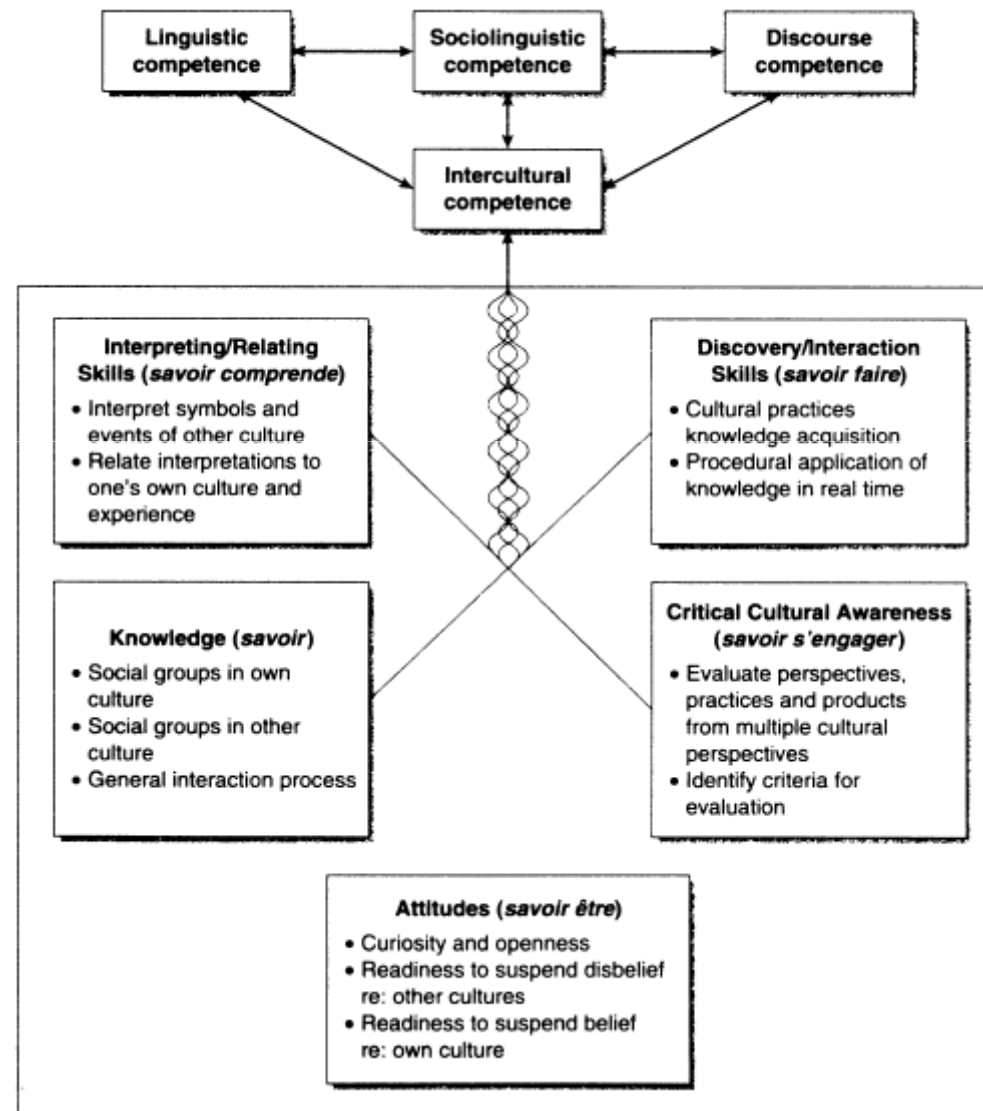 Linguistic
competence
Sociolinguistic
competence
Discourse
competence
Intercultural
competence
Interpreting/Relating
Skills (savoir comprende)
• Interpret symbols and
events of other culture
• Relate interpretations to
one's own culture and
experience
Discovery/Interaction
Skills (savoir faire)
• Cultural practices
knowledge acquisition
• Procedural application of
knowledge in real time
Knowledge (savoir)
• Social groups in own
culture
• Social groups in other
culture
• General interaction process
Critical Cultural Awareness
(savoir s'engager)
• Evaluate perspectives,
practices and products
from multiple cultural
perspectives
• Identify criteria for
evaluation
Attitudes (savoir être)
• Curiosity and openness
• Readiness to suspend disbelief
re: other cultures
• Readiness to suspend belief
re: own culture